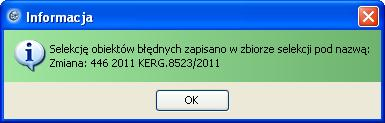 Informacja
Selekcję obiektów błędnych zapisano w zbiorze selekcji pod nazwą:
Zmiana: 446 2011 KERG.8523/2011
OK